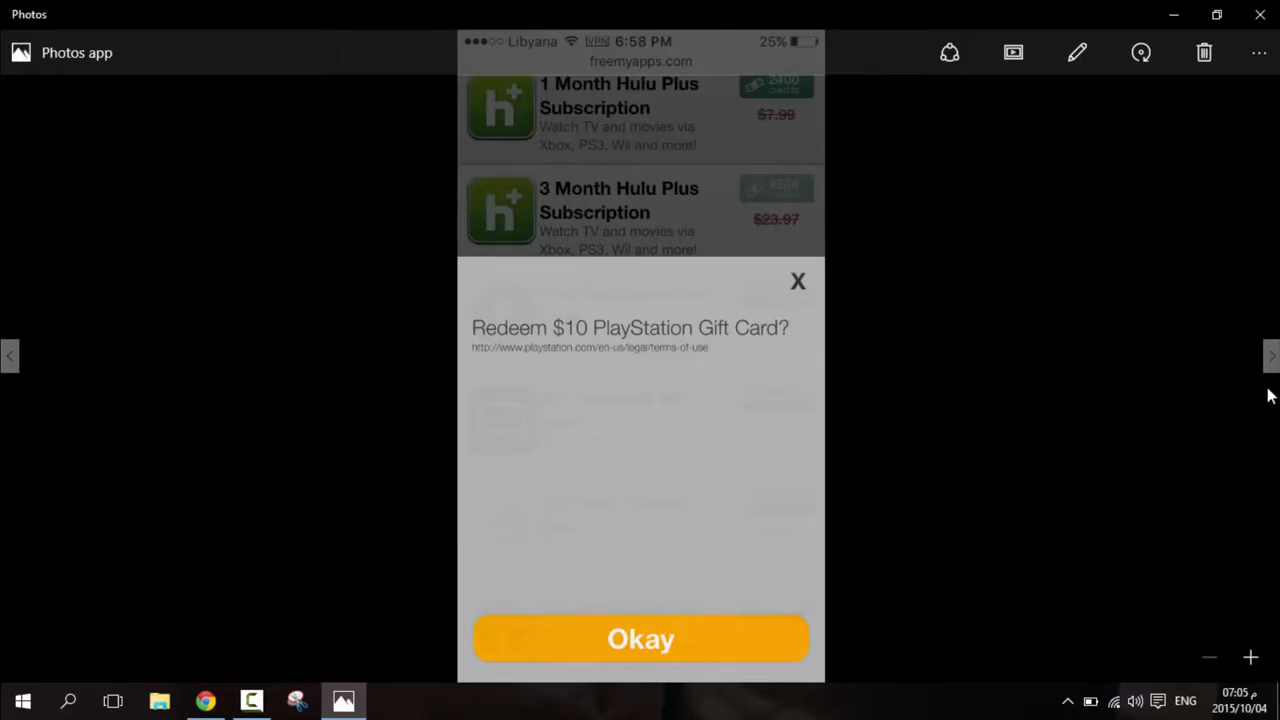 Photos
Photos app
Libyana VPN 6:58 PM 25%
freemyapps.com
1 Month Hulu Plus
Subscription
Watch TV and movies via
Xbox, PS3, Wii and more!
2400
credits
$7.99
3 Month Hulu Plus
Subscription
Watch TV and movies via
Xbox, PS3, Wii and more!
$23.97
X
Redeem $10 PlayStation Gift Card?
http://www.playstation.com/en-us/legal/terms-of-use
Okay
ENG
07:05 م
2015/10/04